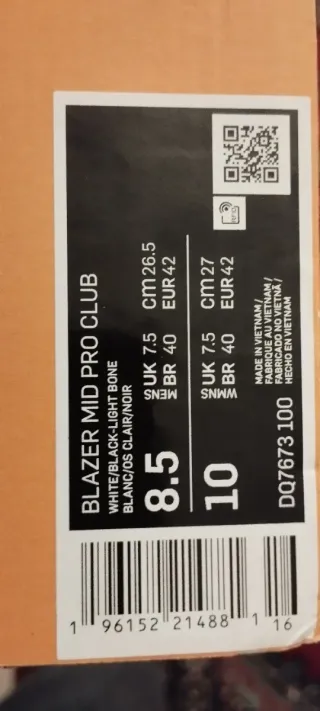 BLAZER MID PRO CLUB
WHITE/BLACK-LIGHT BONE
BLANC/OS CLAIR/NOIR
8.5 MENS UK 7.5 cm 26.5
BR 40 EUR 42
10 WMNS UK 7.5 cm 27
BR 40 EUR 42
MADE IN VIETNAM /
FABRIQUE AU VIETNAM /
FABRICADO NO VIETNÃ /
HECHO EN VIETNAM
DQ7673 100
1 96152 21488 1 16